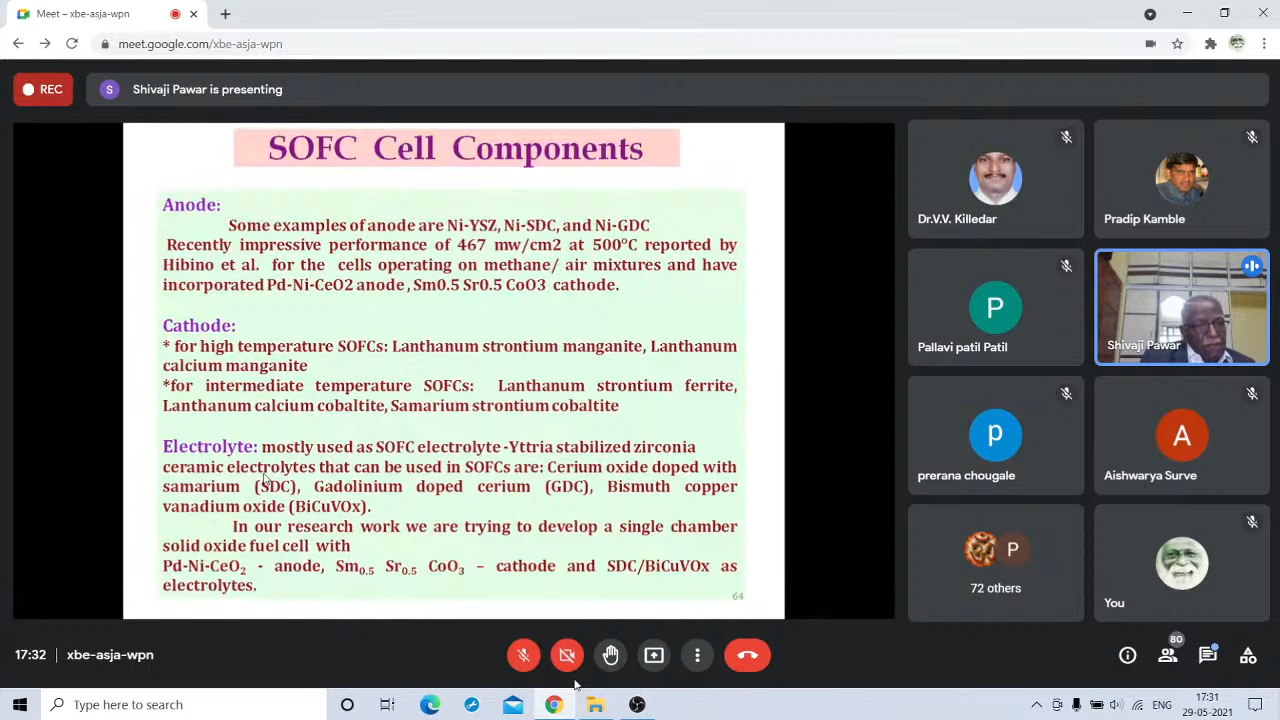 Meet – xbe-asja-wpn
meet.google.com/xbe-asja-wpn
REC
S
Shivaji Pawar is presenting
SOFC Cell Components
Anode:
Some examples of anode are Ni-YSZ, Ni-SDC, and Ni-GDC
Recently impressive performance of 467 mw/cm2 at 500°C reported by
Hibino et al. for the cells operating on methane/ air mixtures and have
incorporated Pd-Ni-CeO2 anode , Sm0.5 Sr0.5 CoO3 cathode.
Cathode:
* for high temperature SOFCs: Lanthanum strontium manganite, Lanthanum
calcium manganite
*for intermediate temperature SOFCs: Lanthanum strontium ferrite,
Lanthanum calcium cobaltite, Samarium strontium cobaltite
Electrolyte: mostly used as SOFC electrolyte -Yttria stabilized zirconia
ceramic electrolytes that can be used in SOFCs are: Cerium oxide doped with
samarium (SDC), Gadolinium doped cerium (GDC), Bismuth copper
vanadium oxide (BiCuVOx).
In our research work we are trying to develop a single chamber
solid oxide fuel cell with
Pd-Ni-CeO₂ - anode, Sm₀.₅ Sr₀.₅ CoO₃ – cathode and SDC/BiCuVOx as
electrolytes.
64
Dr.V.V. Killedar
Pradip Kamble
P
Pallavi patil Patil
Shivaji Pawar
p
prerana chougale
A
Aishwarya Surve
P
72 others
You
17:32
xbe-asja-wpn
80
Type here to search
ENG
17:31
29-05-2021